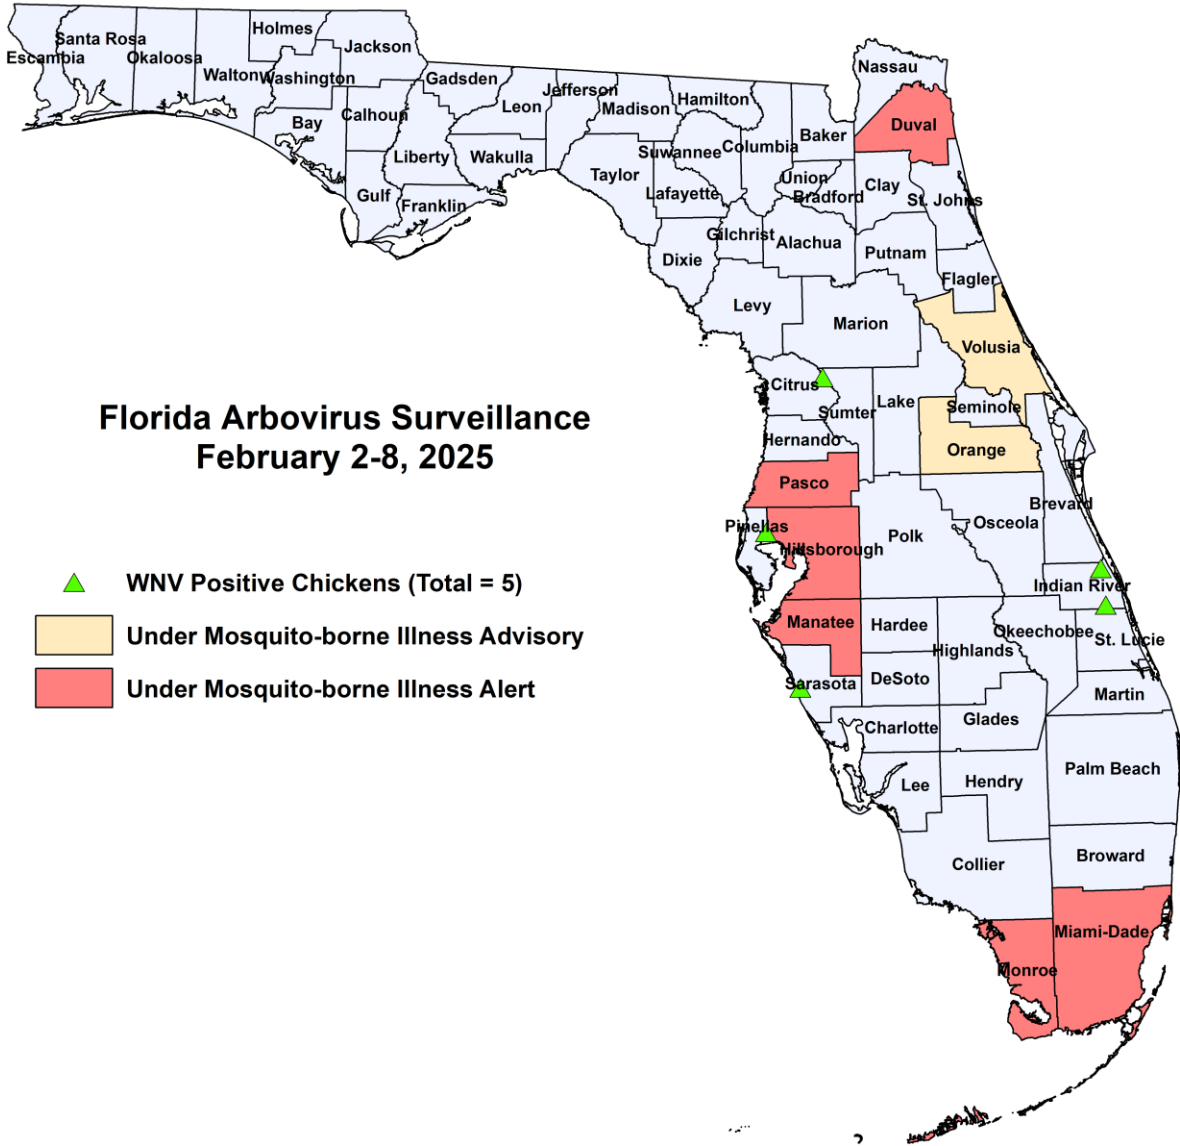 Holmes
Santa Rosa
Jackson
Escambia
Okaloosa
Walton
Washington
Gadsden
Nassau
Jefferson
Leon
Madison
Hamilton
Calhoun
Bay
Duval
Baker
Columbia
Suwannee
Liberty
Wakulla
Taylor
Union
Clay
Lafayette
Bradford
Gulf
Franklin
St. Johns
Gilchrist
Alachua
Putnam
Dixie
Flagler
Levy
Marion
Volusia
Citrus
Lake
Seminole
Sumter
Florida Arbovirus Surveillance
February 2-8, 2025
Hernando
Orange
Pasco
Brevard
Pinellas
Osceola
Polk
Hillsborough
WNV Positive Chickens (Total = 5)
Indian River
Under Mosquito-borne Illness Advisory
Manatee
Hardee
Okeechobee
St. Lucie
Highlands
Under Mosquito-borne Illness Alert
Sarasota
DeSoto
Martin
Glades
Charlotte
Palm Beach
Lee
Hendry
Broward
Collier
Miami-Dade
Monroe